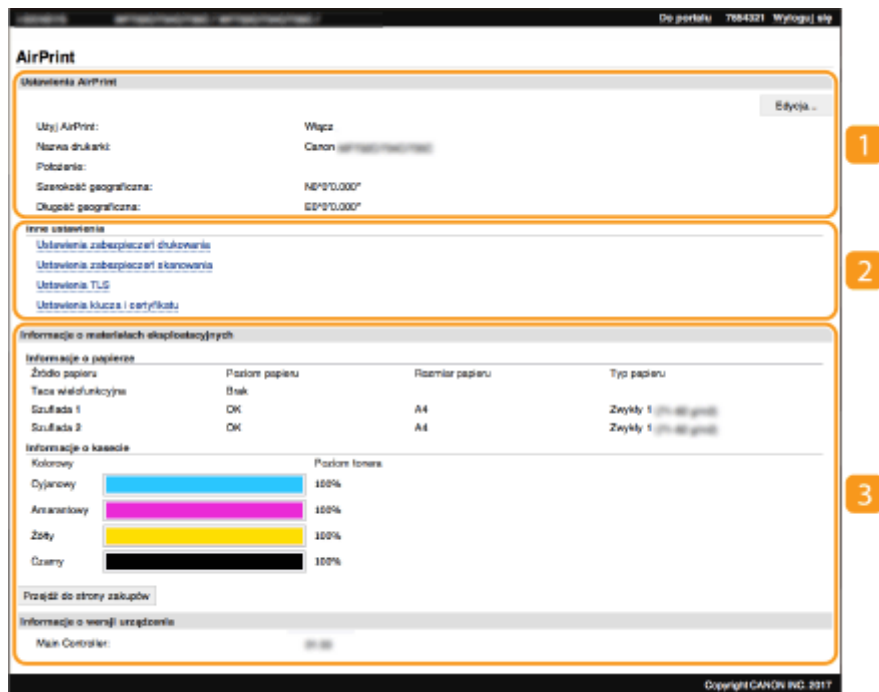 Do portalu 7654321 Wyloguj się
AirPrint
Ustawienia AirPrint
Edycja...
1
Użyj AirPrint: Włącz
Nazwa drukarki: Canon
Położenie:
Szerokość geograficzna: N0°0'0.000"
Długość geograficzna: E0°0'0.000"
Inne ustawienia
Ustawienia zabezpieczeń drukowania
Ustawienia zabezpieczeń skanowania
2
Ustawienia TLS
Ustawienia klucza i certyfikatu
Informacje o materiałach eksploatacyjnych
Informacje o papierze
Źródło papieru Poziom papieru Rozmiar papieru Typ papieru
Taca wielofunkcyjna Brak
Szuflada 1 OK A4 Zwykły 1
Szuflada 2 OK A4 Zwykły 1
Informacje o kasecie
Kolorowy Poziom tonera
Cyjanowy 100%
3
Amarantowy 100%
Żółty 100%
Czarny 100%
Przejdź do strony zakupów
Informacje o wersji urządzenia
Main Controller:
Copyright CANON INC. 2017